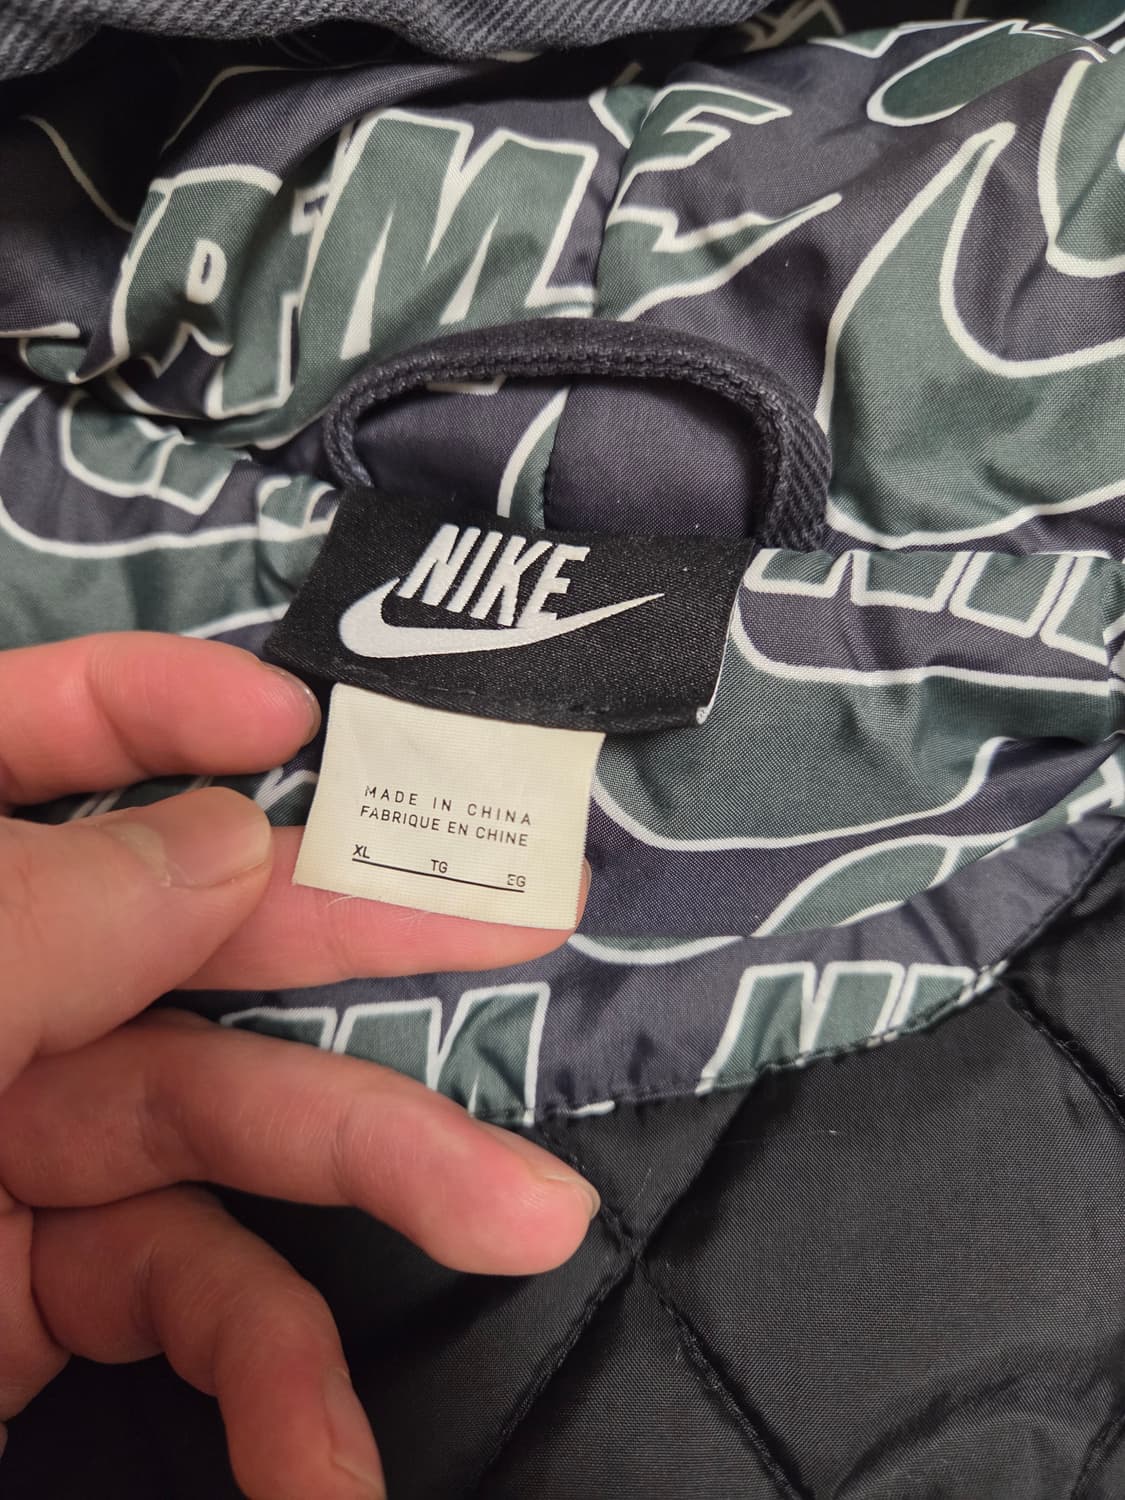 NIKE
MADE IN CHINA
FABRIQUE EN CHINE
XL TG EG